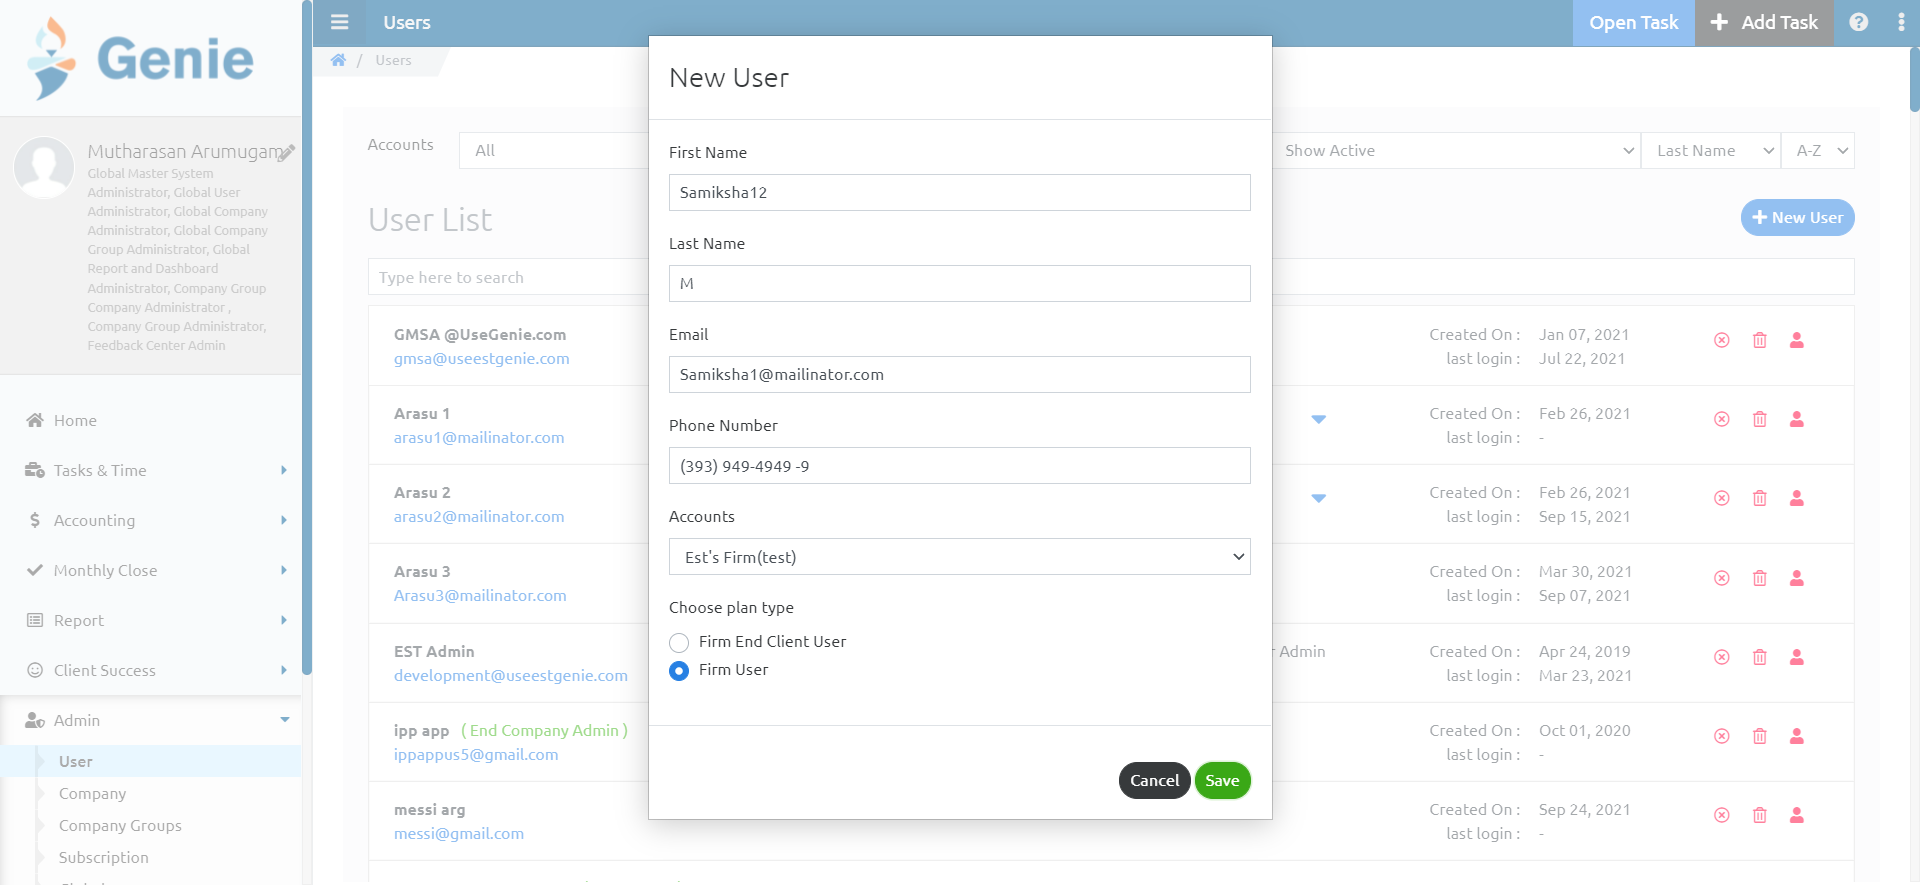 Genie
Users
Open Task
Add Task
/ Users
Mutharasan Arumugam
Global Master System
Administrator, Global User
Administrator, Global Company
Administrator, Global Company
Group Administrator, Global
Report and Dashboard
Administrator, Company Group
Company Administrator ,
Company Group Administrator,
Feedback Center Admin
Home
Tasks & Time
Accounting
Monthly Close
Report
Client Success
Admin
User
Company
Company Groups
Subscription
Accounts
All
Show Active
Last Name
A-Z
User List
New User
Type here to search
GMSA @UseGenie.com
gmsa@useestgenie.com
Created On : Jan 07, 2021
last login : Jul 22, 2021
Arasu 1
arasu1@mailinator.com
Created On : Feb 26, 2021
last login : -
Arasu 2
arasu2@mailinator.com
Created On : Feb 26, 2021
last login : Sep 15, 2021
Arasu 3
Arasu3@mailinator.com
Created On : Mar 30, 2021
last login : Sep 07, 2021
EST Admin
development@useestgenie.com
Admin
Created On : Apr 24, 2019
last login : Mar 23, 2021
ipp app ( End Company Admin )
ippappus5@gmail.com
Created On : Oct 01, 2020
last login : -
messi arg
messi@gmail.com
Created On : Sep 24, 2021
last login : -
New User
First Name
Samiksha12
Last Name
M
Email
Samiksha1@mailinator.com
Phone Number
(393) 949-4949 -9
Accounts
Est's Firm(test)
Choose plan type
Firm End Client User
Firm User
Cancel
Save